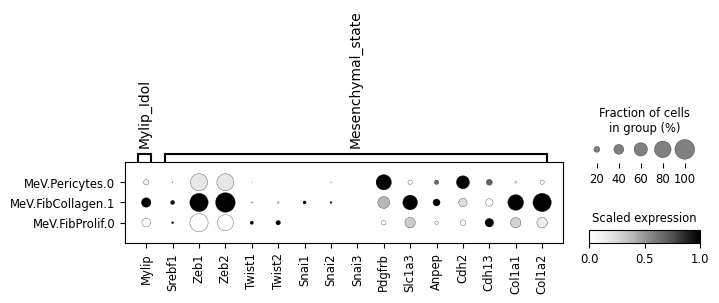 Mylip_Idol
Mesenchymal_state
MeV.Pericytes.0
MeV.FibCollagen.1
MeV.FibProlif.0
Mylip
Srebf1
Zeb1
Zeb2
Twist1
Twist2
Snai1
Snai2
Snai3
Pdgfrb
Slc1a3
Anpep
Cdh2
Cdh13
Col1a1
Col1a2
Fraction of cells
in group (%)
20 40 60 80 100
Scaled expression
0.0 0.5 1.0